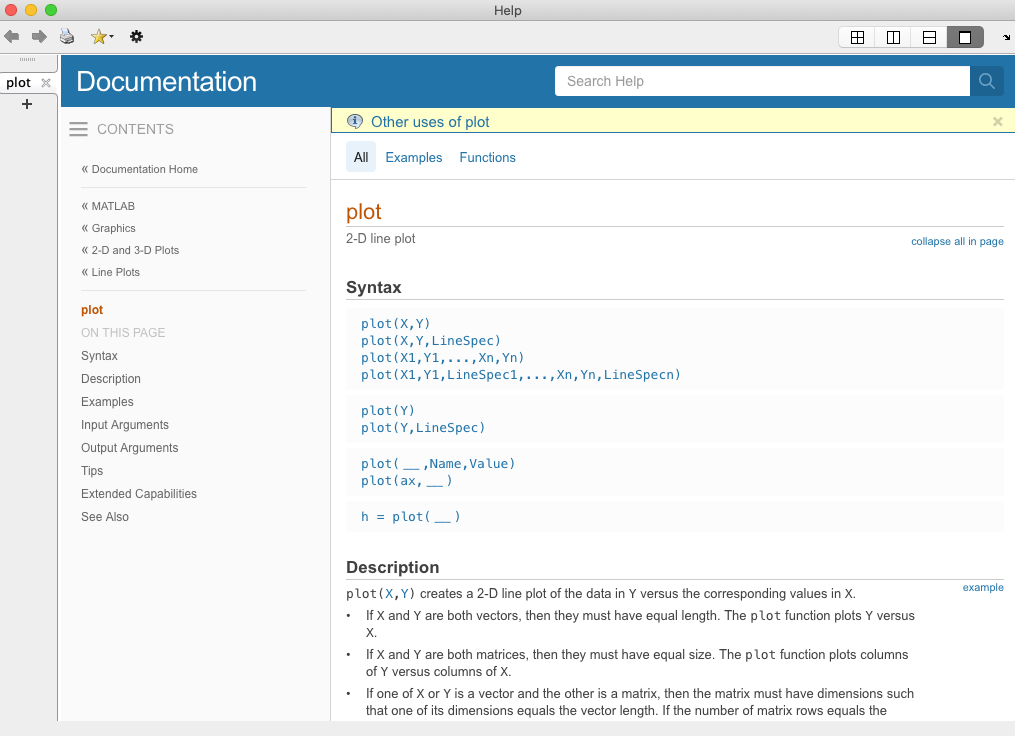 Help
plot
Documentation
Search Help
CONTENTS
« Documentation Home
« MATLAB
« Graphics
« 2-D and 3-D Plots
« Line Plots
plot
ON THIS PAGE
Syntax
Description
Examples
Input Arguments
Output Arguments
Tips
Extended Capabilities
See Also
Other uses of plot
All Examples Functions
plot
2-D line plot
collapse all in page
Syntax
plot(X,Y)
plot(X,Y,LineSpec)
plot(X1,Y1,...,Xn,Yn)
plot(X1,Y1,LineSpec1,...,Xn,Yn,LineSpecn)
plot(Y)
plot(Y,LineSpec)
plot(__,Name,Value)
plot(ax,__)
h = plot(__)
Description
plot(X,Y) creates a 2-D line plot of the data in Y versus the corresponding values in X.
example
• If X and Y are both vectors, then they must have equal length. The plot function plots Y versus
X.
• If X and Y are both matrices, then they must have equal size. The plot function plots columns
of Y versus columns of X.
• If one of X or Y is a vector and the other is a matrix, then the matrix must have dimensions such
that one of its dimensions equals the vector length. If the number of matrix rows equals the